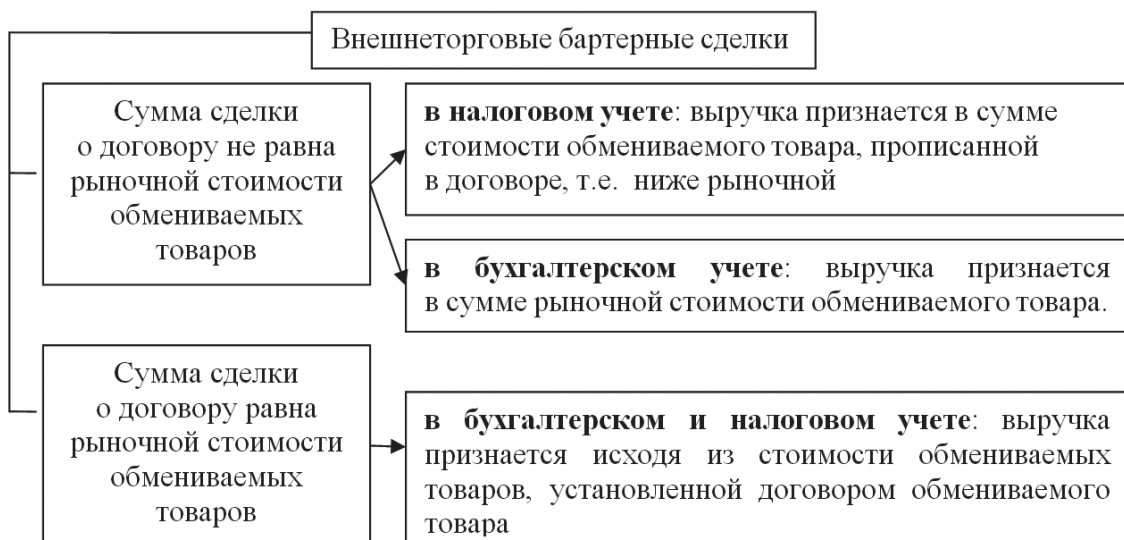 Внешнеторговые бартерные сделки
Сумма сделки
о договору не равна
рыночной стоимости
обмениваемых
товаров
в налоговом учете: выручка признается в сумме
стоимости обмениваемого товара, прописанной
в договоре, т.е. ниже рыночной
в бухгалтерском учете: выручка признается
в сумме рыночной стоимости обмениваемого товара.
Сумма сделки
о договору равна
рыночной стоимости
обмениваемых
товаров
в бухгалтерском и налоговом учете: выручка
признается исходя из стоимости обмениваемых
товаров, установленной договором обмениваемого
товара